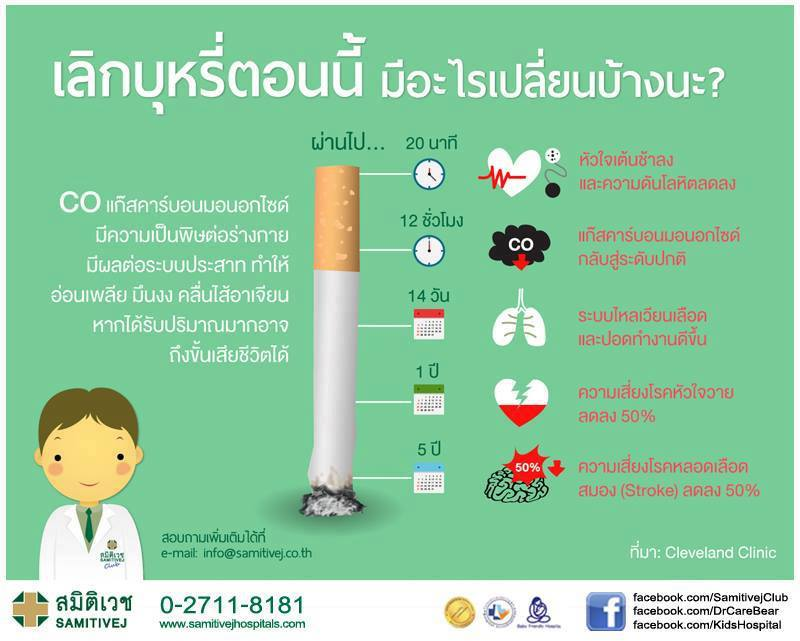 เลิกบุหรี่ตอนนี้ มีอะไรเปลี่ยนบ้างนะ?
ผ่านไป...
20 นาที
หัวใจเต้นช้าลง
และความดันโลหิตลดลง
CO แก๊สคาร์บอนมอนอกไซด์
มีความเป็นพิษต่อร่างกาย
มีผลต่อระบบประสาท ทำให้
อ่อนเพลีย มึนงง คลื่นไส้อาเจียน
หากได้รับปริมาณมากอาจ
ถึงขั้นเสียชีวิตได้
12 ชั่วโมง
CO
แก๊สคาร์บอนมอนอกไซด์
กลับสู่ระดับปกติ
14 วัน
ระบบไหลเวียนเลือด
และปอดทำงานดีขึ้น
1 ปี
ความเสี่ยงโรคหัวใจวาย
ลดลง 50%
5 ปี
50%
ความเสี่ยงโรคหลอดเลือด
สมอง (Stroke) ลดลง 50%
สมิติเวช
SAMITIVEJ
Club
สอบถามเพิ่มเติมได้ที่
e-mail: info@samitivej.co.th
ที่มา: Cleveland Clinic
สมิติเวช
SAMITIVEJ
0-2711-8181
www.samitivejhospitals.com
Baby Friendly Hospital
facebook.com/SamitivejClub
facebook.com/DrCareBear
facebook.com/KidsHospital